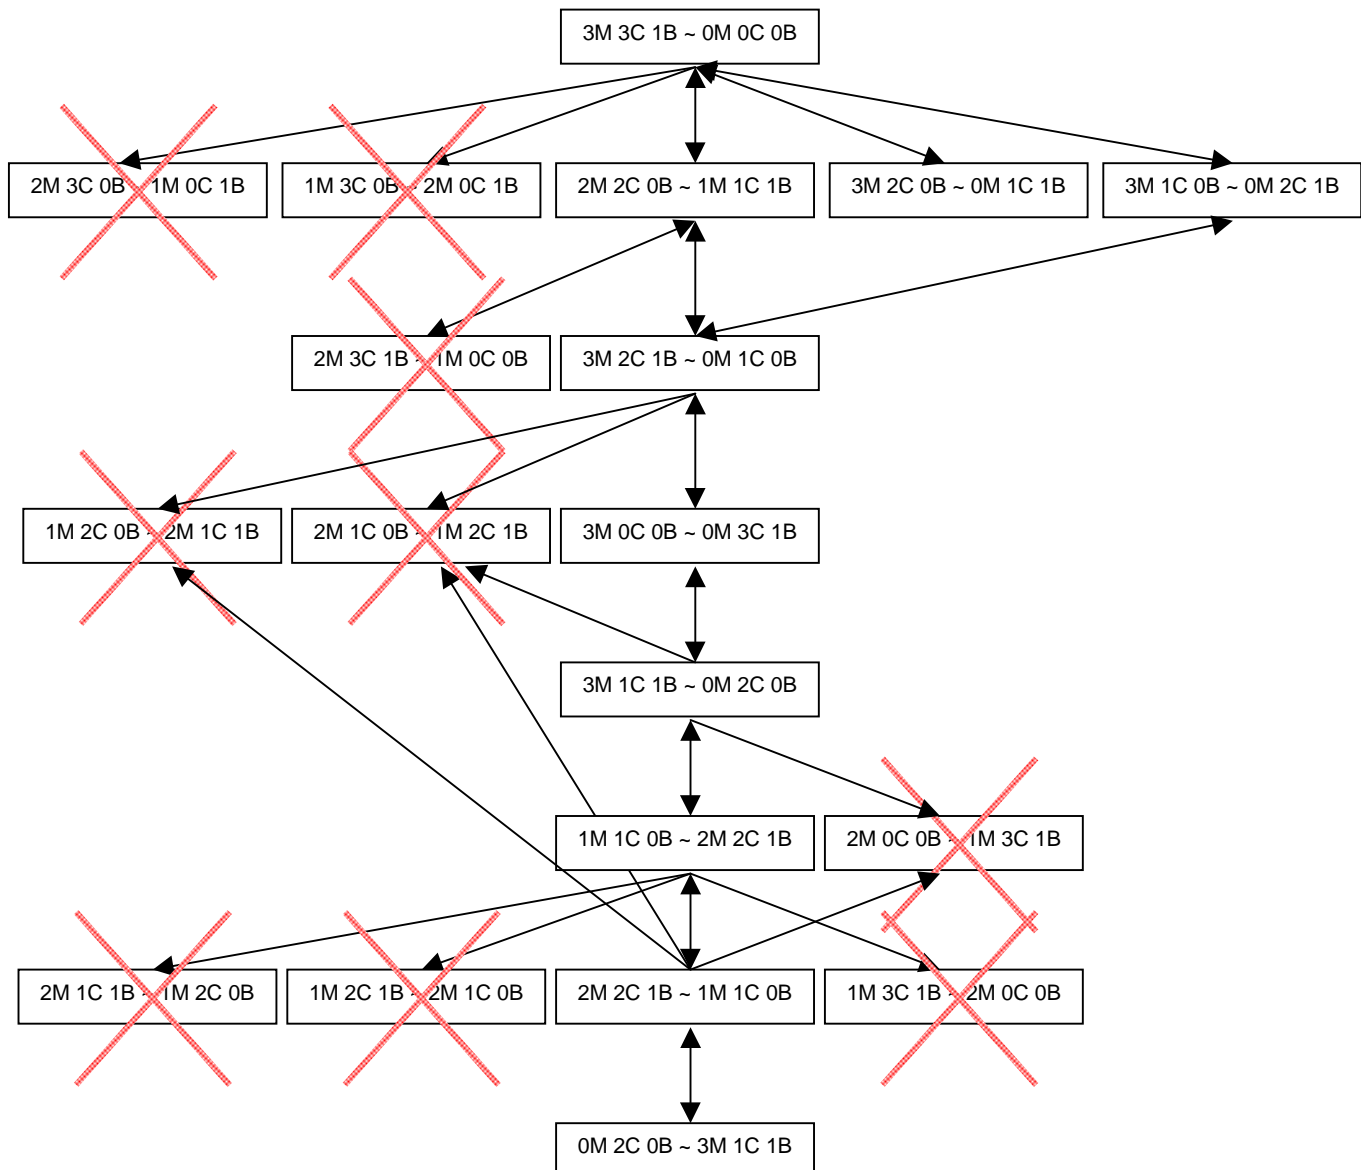 3M 3C 1B ~ 0M 0C 0B
2M 3C 0B ~ 1M 0C 1B
1M 3C 0B ~ 2M 0C 1B
2M 2C 0B ~ 1M 1C 1B
3M 2C 0B ~ 0M 1C 1B
3M 1C 0B ~ 0M 2C 1B
2M 3C 1B ~ 1M 0C 0B
3M 2C 1B ~ 0M 1C 0B
1M 2C 0B ~ 2M 1C 1B
2M 1C 0B ~ 1M 2C 1B
3M 0C 0B ~ 0M 3C 1B
3M 1C 1B ~ 0M 2C 0B
1M 1C 0B ~ 2M 2C 1B
2M 0C 0B ~ 1M 3C 1B
2M 1C 1B ~ 1M 2C 0B
1M 2C 1B ~ 2M 1C 0B
2M 2C 1B ~ 1M 1C 0B
1M 3C 1B ~ 2M 0C 0B
0M 2C 0B ~ 3M 1C 1B